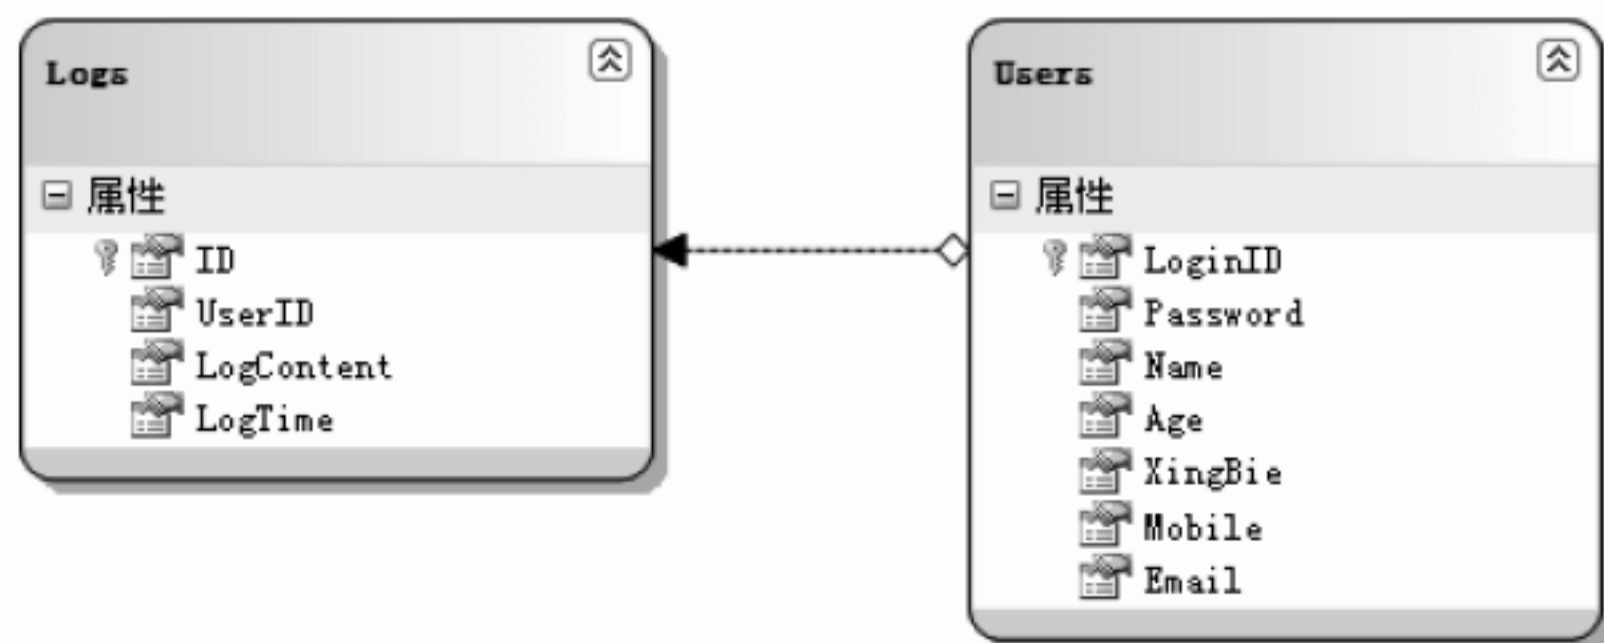 Logs
属性
ID
UserID
LogContent
LogTime
Users
属性
LoginID
Password
Name
Age
XingBie
Mobile
Email